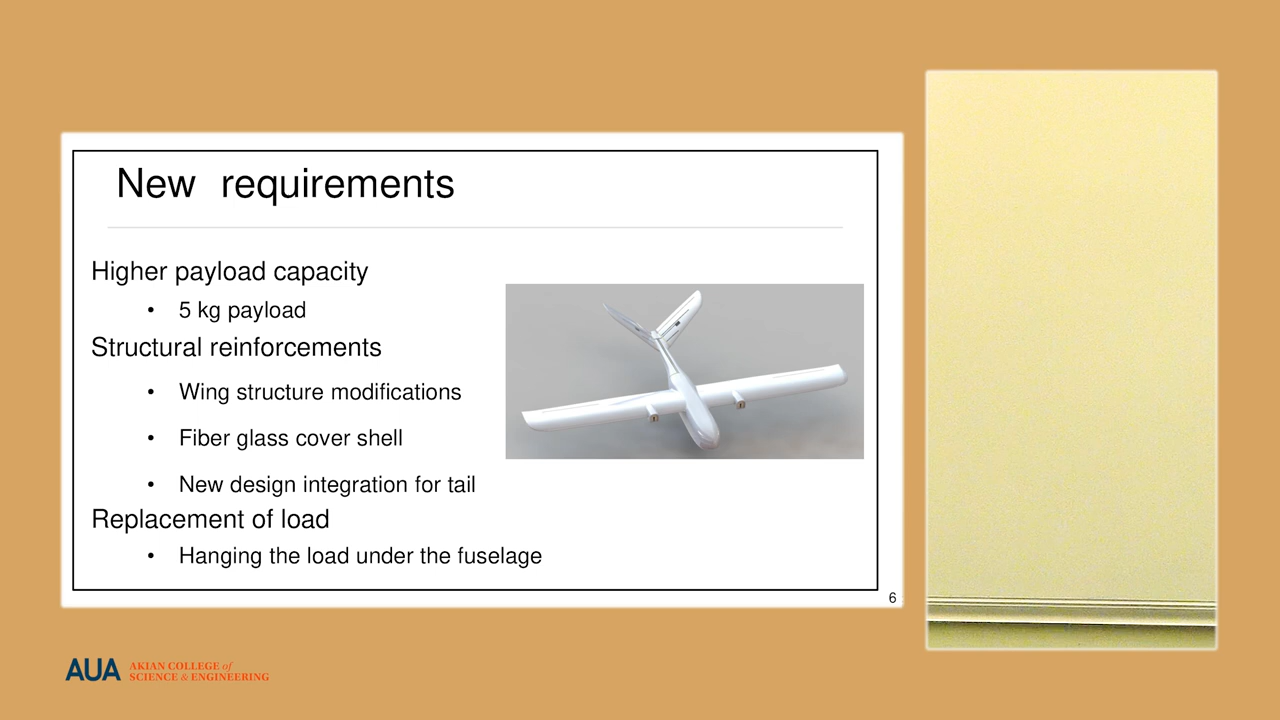 New requirements
Higher payload capacity
• 5 kg payload
Structural reinforcements
• Wing structure modifications
• Fiber glass cover shell
• New design integration for tail
Replacement of load
• Hanging the load under the fuselage
6
AUA AKIAN COLLEGE of
SCIENCE & ENGINEERING